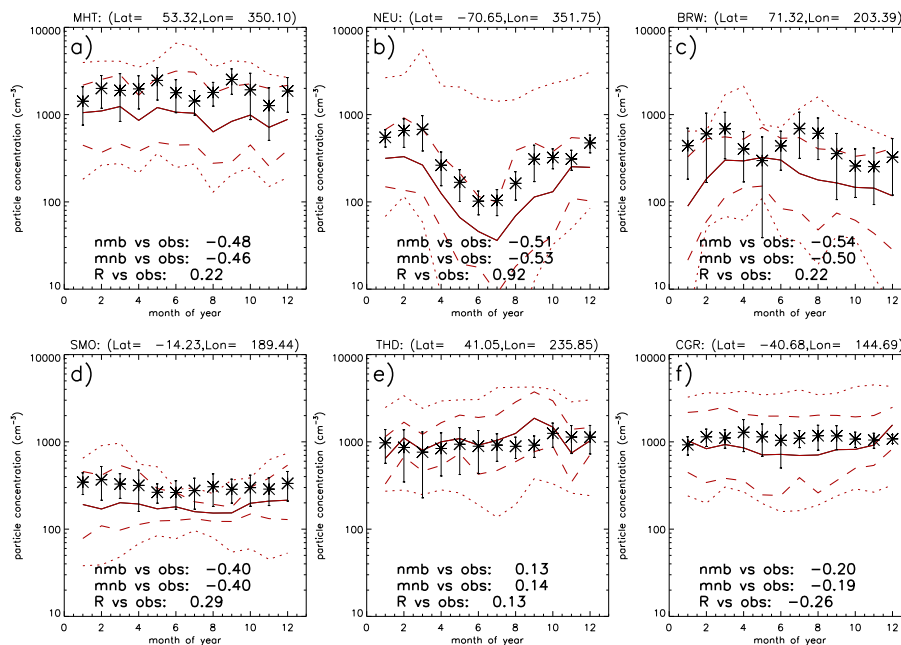 MHT: (Lat= 53.32,Lon= 350.10)
a)
10000
1000
100
10
particle concentration (cm⁻³)
nmb vs obs: −0.48
mnb vs obs: −0.46
R vs obs: 0.22
0 2 4 6 8 10 12
month of year
NEU: (Lat= −70.65,Lon= 351.75)
b)
10000
1000
100
10
particle concentration (cm⁻³)
nmb vs obs: −0.51
mnb vs obs: −0.53
R vs obs: 0.92
0 2 4 6 8 10 12
month of year
BRW: (Lat= 71.32,Lon= 203.39)
c)
10000
1000
100
10
particle concentration (cm⁻³)
nmb vs obs: −0.54
mnb vs obs: −0.50
R vs obs: 0.22
0 2 4 6 8 10 12
month of year
SMO: (Lat= −14.23,Lon= 189.44)
d)
10000
1000
100
10
particle concentration (cm⁻³)
nmb vs obs: −0.40
mnb vs obs: −0.40
R vs obs: 0.29
0 2 4 6 8 10 12
month of year
THD: (Lat= 41.05,Lon= 235.85)
e)
10000
1000
100
10
particle concentration (cm⁻³)
nmb vs obs: 0.13
mnb vs obs: 0.14
R vs obs: 0.13
0 2 4 6 8 10 12
month of year
CGR: (Lat= −40.68,Lon= 144.69)
f)
10000
1000
100
10
particle concentration (cm⁻³)
nmb vs obs: −0.20
mnb vs obs: −0.19
R vs obs: −0.26
0 2 4 6 8 10 12
month of year